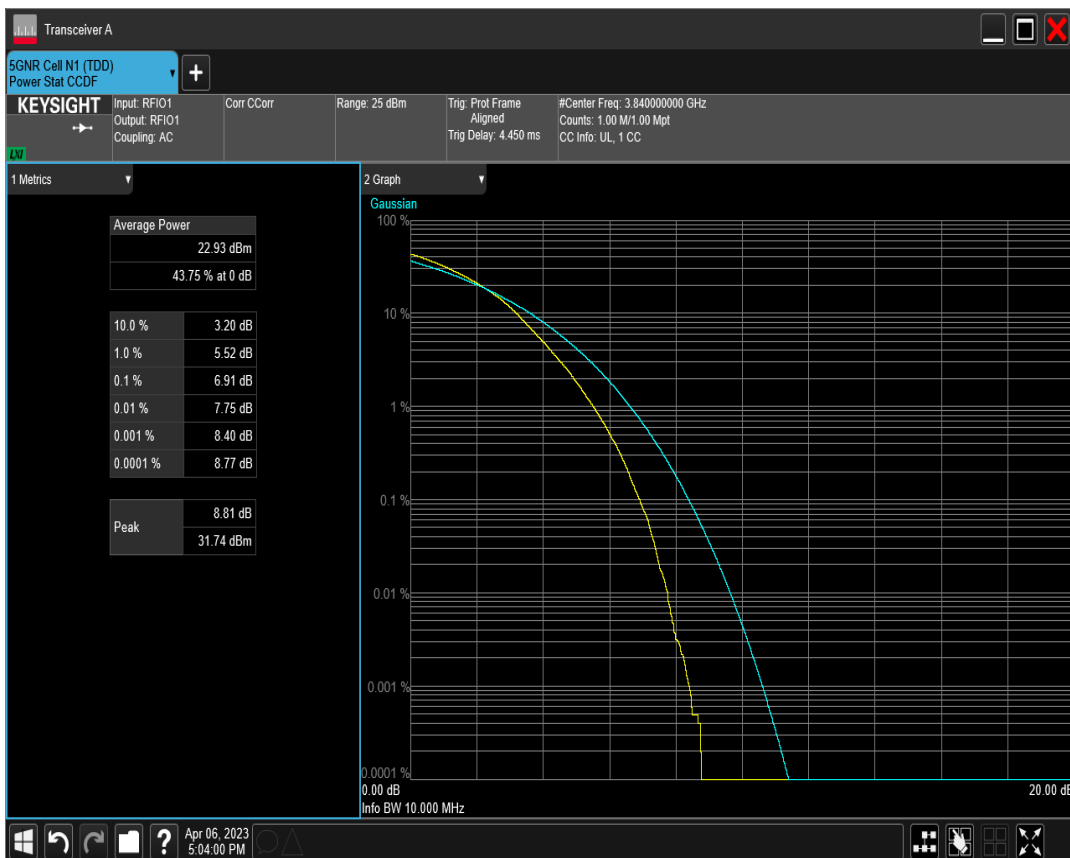 Transceiver A
5GNR Cell N1 (TDD)
Power Stat CCDF
+
KEYSIGHT
LXI
Input: RFIO1
Output: RFIO1
Coupling: AC
Corr CCorr
Range: 25 dBm
Trig: Prot Frame
Aligned
Trig Delay: 4.450 ms
#Center Freq: 3.840000000 GHz
Counts: 1.00 M/1.00 Mpt
CC Info: UL, 1 CC
1 Metrics
Average Power
22.93 dBm
43.75 % at 0 dB
10.0 % 3.20 dB
1.0 % 5.52 dB
0.1 % 6.91 dB
0.01 % 7.75 dB
0.001 % 8.40 dB
0.0001 % 8.77 dB
Peak 8.81 dB
31.74 dBm
2 Graph
Gaussian
100 %
10 %
1 %
0.1 %
0.01 %
0.001 %
0.0001 %
0.00 dB 20.00 dB
Info BW 10.000 MHz
?
Apr 06, 2023
5:04:00 PM